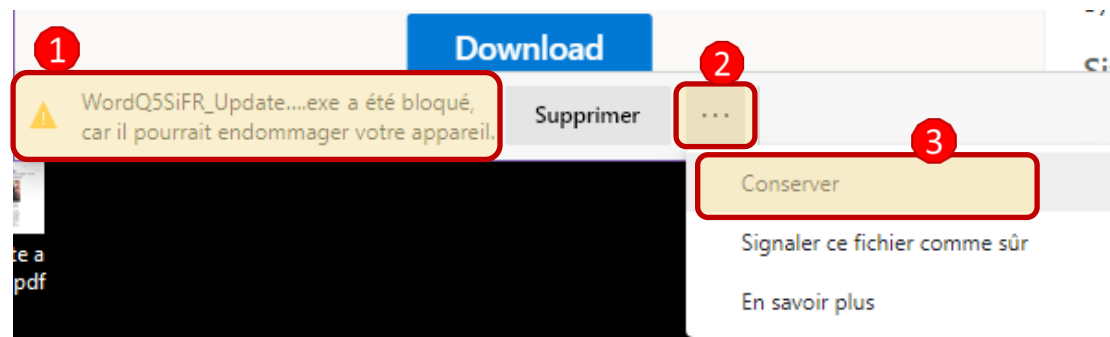 Download
1
2
WordQ5SiFR_Update....exe a été bloqué,
car il pourrait endommager votre appareil.
Supprimer
...
3
Conserver
Signaler ce fichier comme sûr
te a
pdf
En savoir plus